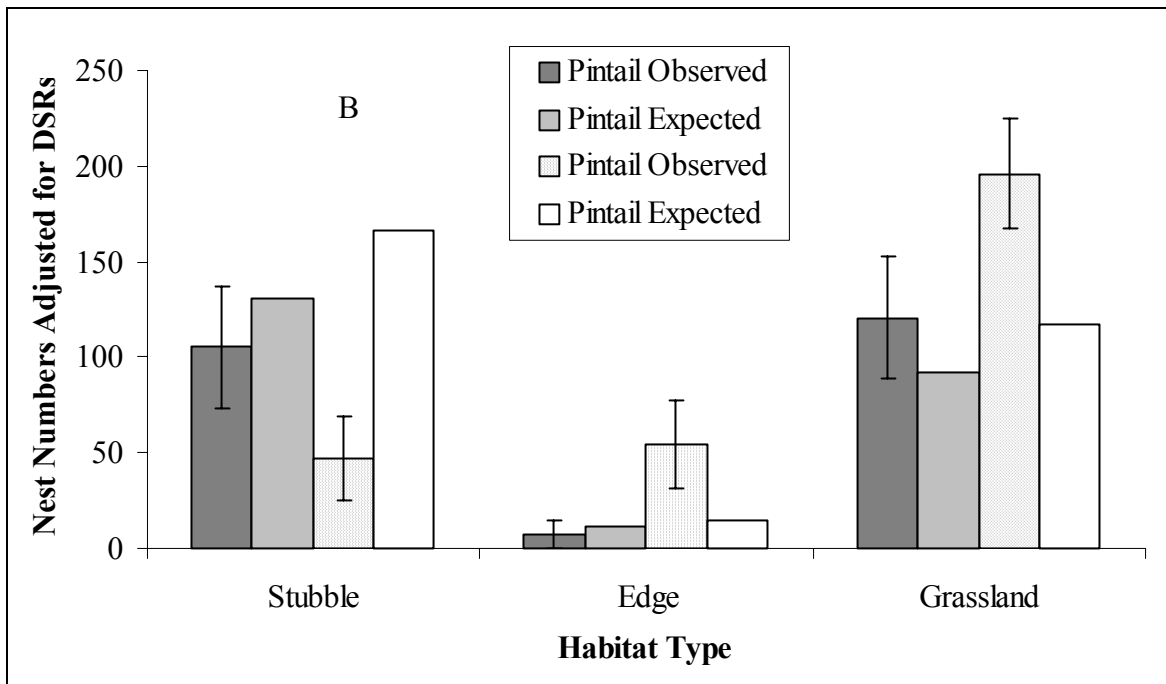 Pintail Observed
Pintail Expected
Pintail Observed
Pintail Expected
B
Nest Numbers Adjusted for DSRs
250
200
150
100
50
0
Stubble
Edge
Grassland
Habitat Type